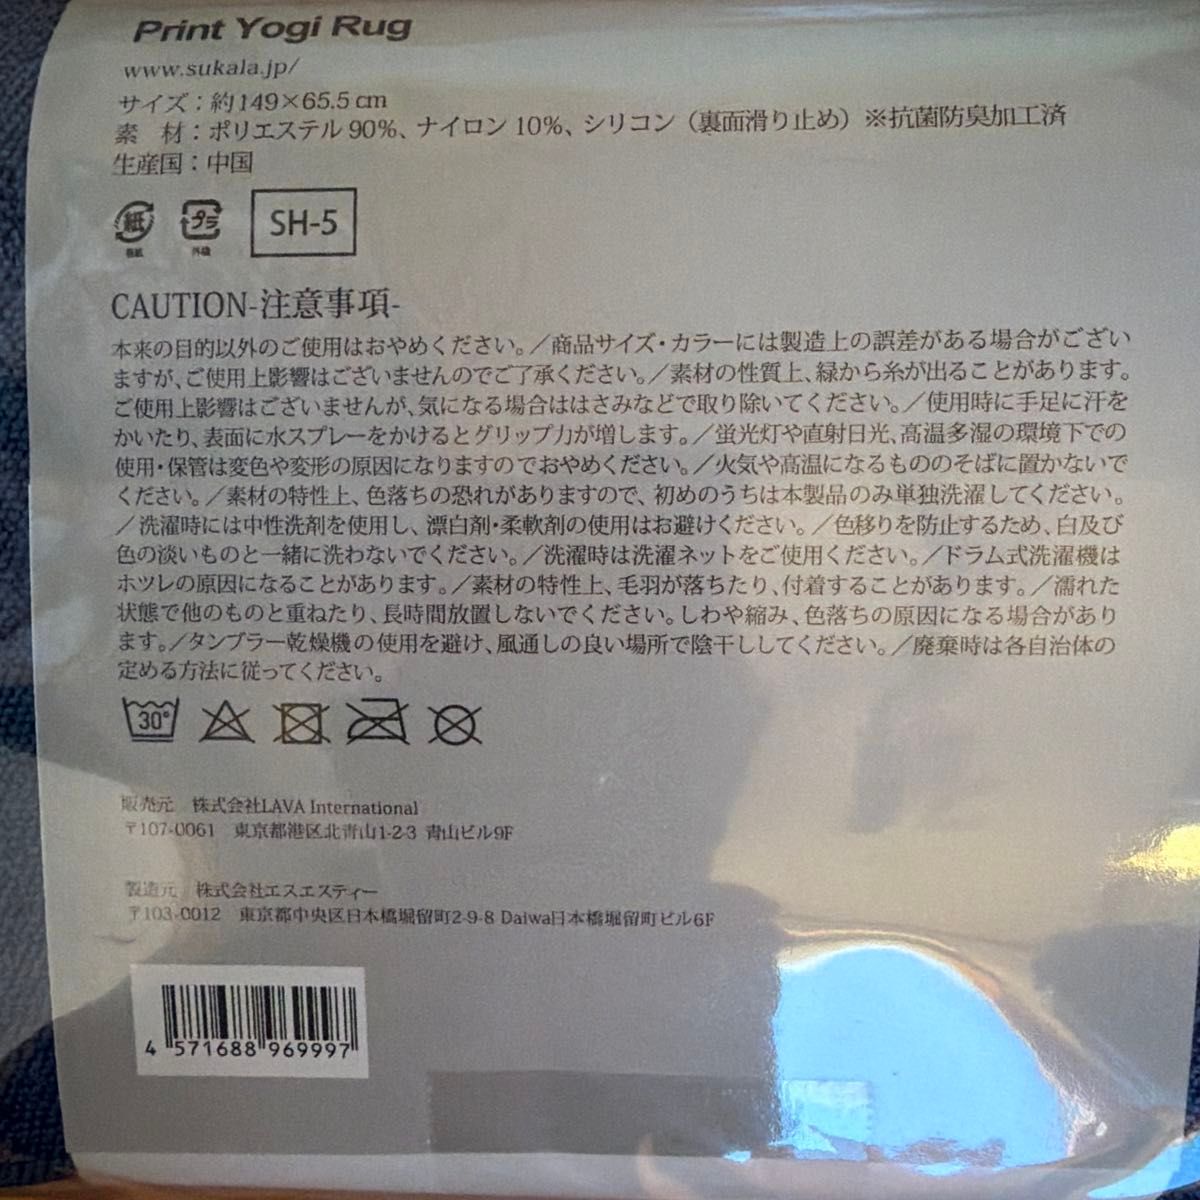 Print Yogi Rug
www.sukala.jp/
サイズ：約149×65.5cm
素　材：ポリエステル90%、ナイロン10%、シリコン（裏面滑り止め）※抗菌防臭加工済
生産国：中国
紙 プラ SH-5
外装
CAUTION-注意事項-
本来の目的以外のご使用はおやめください。／商品サイズ・カラーには製造上の誤差がある場合がござい
ますが、ご使用上影響はございませんのでご了承ください。／素材の性質上、縁から糸が出ることがあります。
ご使用上影響はございませんが、気になる場合ははさみなどで取り除いてください。／使用時に手足に汗を
かいたり、表面に水スプレーをかけるとグリップ力が増します。／蛍光灯や直射日光、高温多湿の環境下での
使用・保管は変色や変形の原因になりますのでおやめください。／火気や高温になるもののそばに置かないで
ください。／素材の特性上、色落ちの恐れがありますので、初めのうちは本製品のみ単独洗濯してください。
／洗濯時には中性洗剤を使用し、漂白剤・柔軟剤の使用はお避けください。／色移りを防止するため、白及び
色の淡いものと一緒に洗わないでください。／洗濯時は洗濯ネットをご使用ください。／ドラム式洗濯機は
ホツレの原因になることがあります。／素材の特性上、毛羽が落ちたり、付着することがあります。／濡れた
状態で他のものと重ねたり、長時間放置しないでください。しわや縮み、色落ちの原因になる場合があり
ます。／タンブラー乾燥機の使用を避け、風通しの良い場所で陰干ししてください。／廃棄時は各自治体の
定める方法に従ってください。
30°
販売元　株式会社LAVA International
〒107-0061　東京都港区北青山1-2-3 青山ビル9F
製造元　株式会社エスエスティー
〒103-0012　東京都中央区日本橋堀留町2-9-8 Daiwa日本橋堀留町ビル6F
4 571688 969997